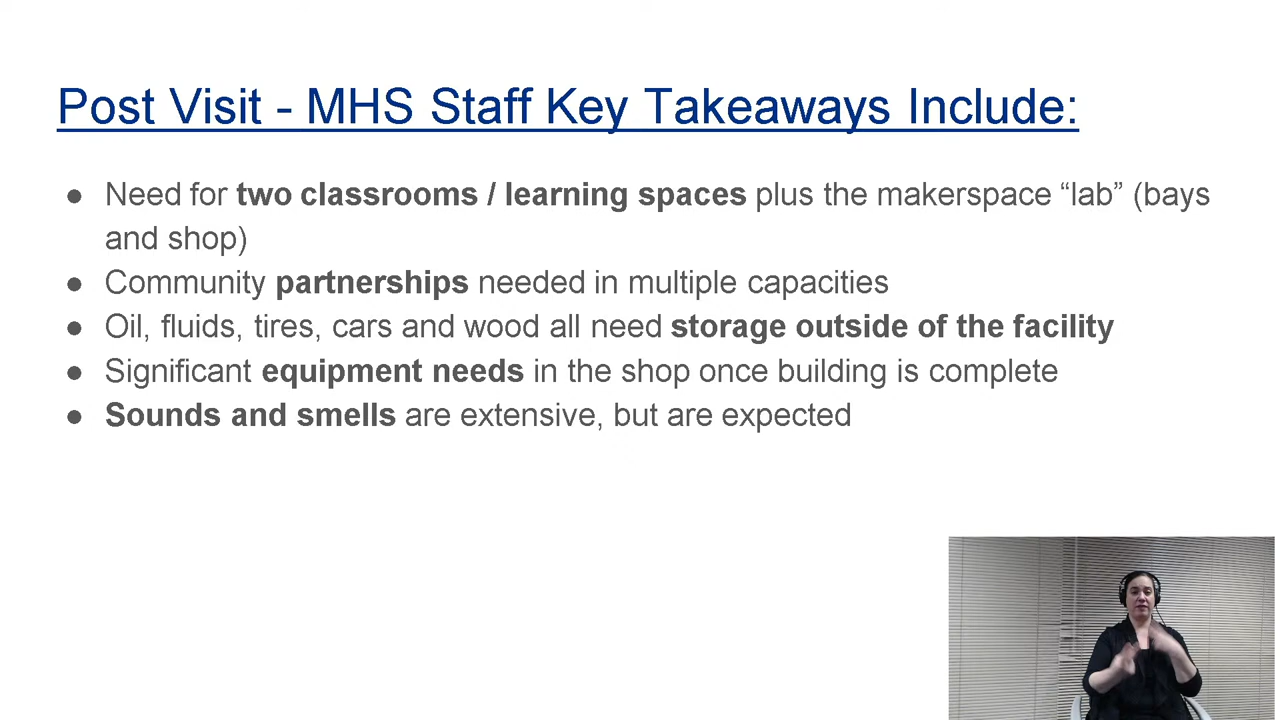 Post Visit - MHS Staff Key Takeaways Include:
● Need for two classrooms / learning spaces plus the makerspace “lab” (bays
and shop)
● Community partnerships needed in multiple capacities
● Oil, fluids, tires, cars and wood all need storage outside of the facility
● Significant equipment needs in the shop once building is complete
● Sounds and smells are extensive, but are expected